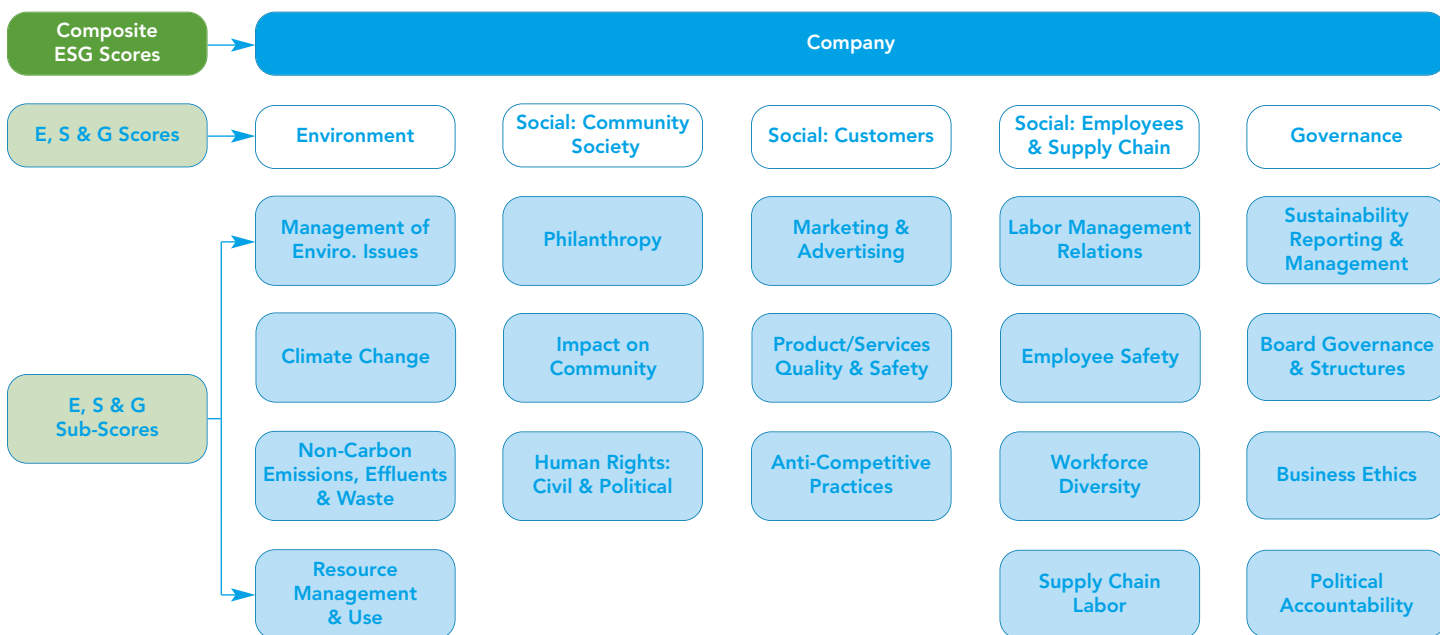 Composite
ESG Scores
Company
E, S & G Scores
Environment
Social: Community
Society
Social: Customers
Social: Employees
& Supply Chain
Governance
Management of
Enviro. Issues
Philanthropy
Marketing &
Advertising
Labor Management
Relations
Sustainability
Reporting &
Management
Climate Change
Impact on
Community
Product/Services
Quality & Safety
Employee Safety
Board Governance
& Structures
E, S & G
Sub-Scores
Non-Carbon
Emissions, Effluents
& Waste
Human Rights:
Civil & Political
Anti-Competitive
Practices
Workforce
Diversity
Business Ethics
Resource
Management
& Use
Supply Chain
Labor
Political
Accountability